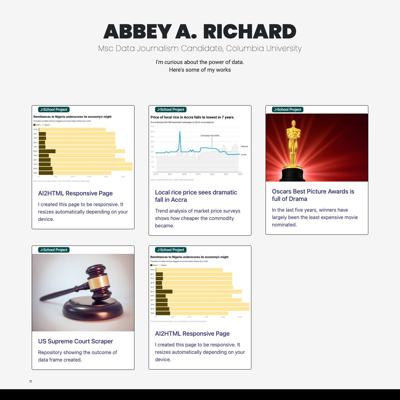 ABBEY A. RICHARD
Msc Data Journalism Candidate, Columbia University
I'm curious about the power of data.
Here's some of my works
J-School Project
Remittances to Nigeria underscores its economy's might
AI2HTML Responsive Page
I created this page to be responsive. It
resizes automatically depending on your
device.
J-School Project
Price of local rice in Accra falls to lowest in 7 years
Local rice price sees dramatic
fall in Accra
Trend analysis of market price surveys
shows how cheaper the commodity
became.
J-School Project
Oscars Best Picture Awards is
full of Drama
In the last five years, winners have
largely been the least expensive movie
nominated.
J-School Project
US Supreme Court Scraper
Repository showing the outcome of
data frame created.
J-School Project
Remittances to Nigeria underscores its economy's might
AI2HTML Responsive Page
I created this page to be responsive. It
resizes automatically depending on your
device.